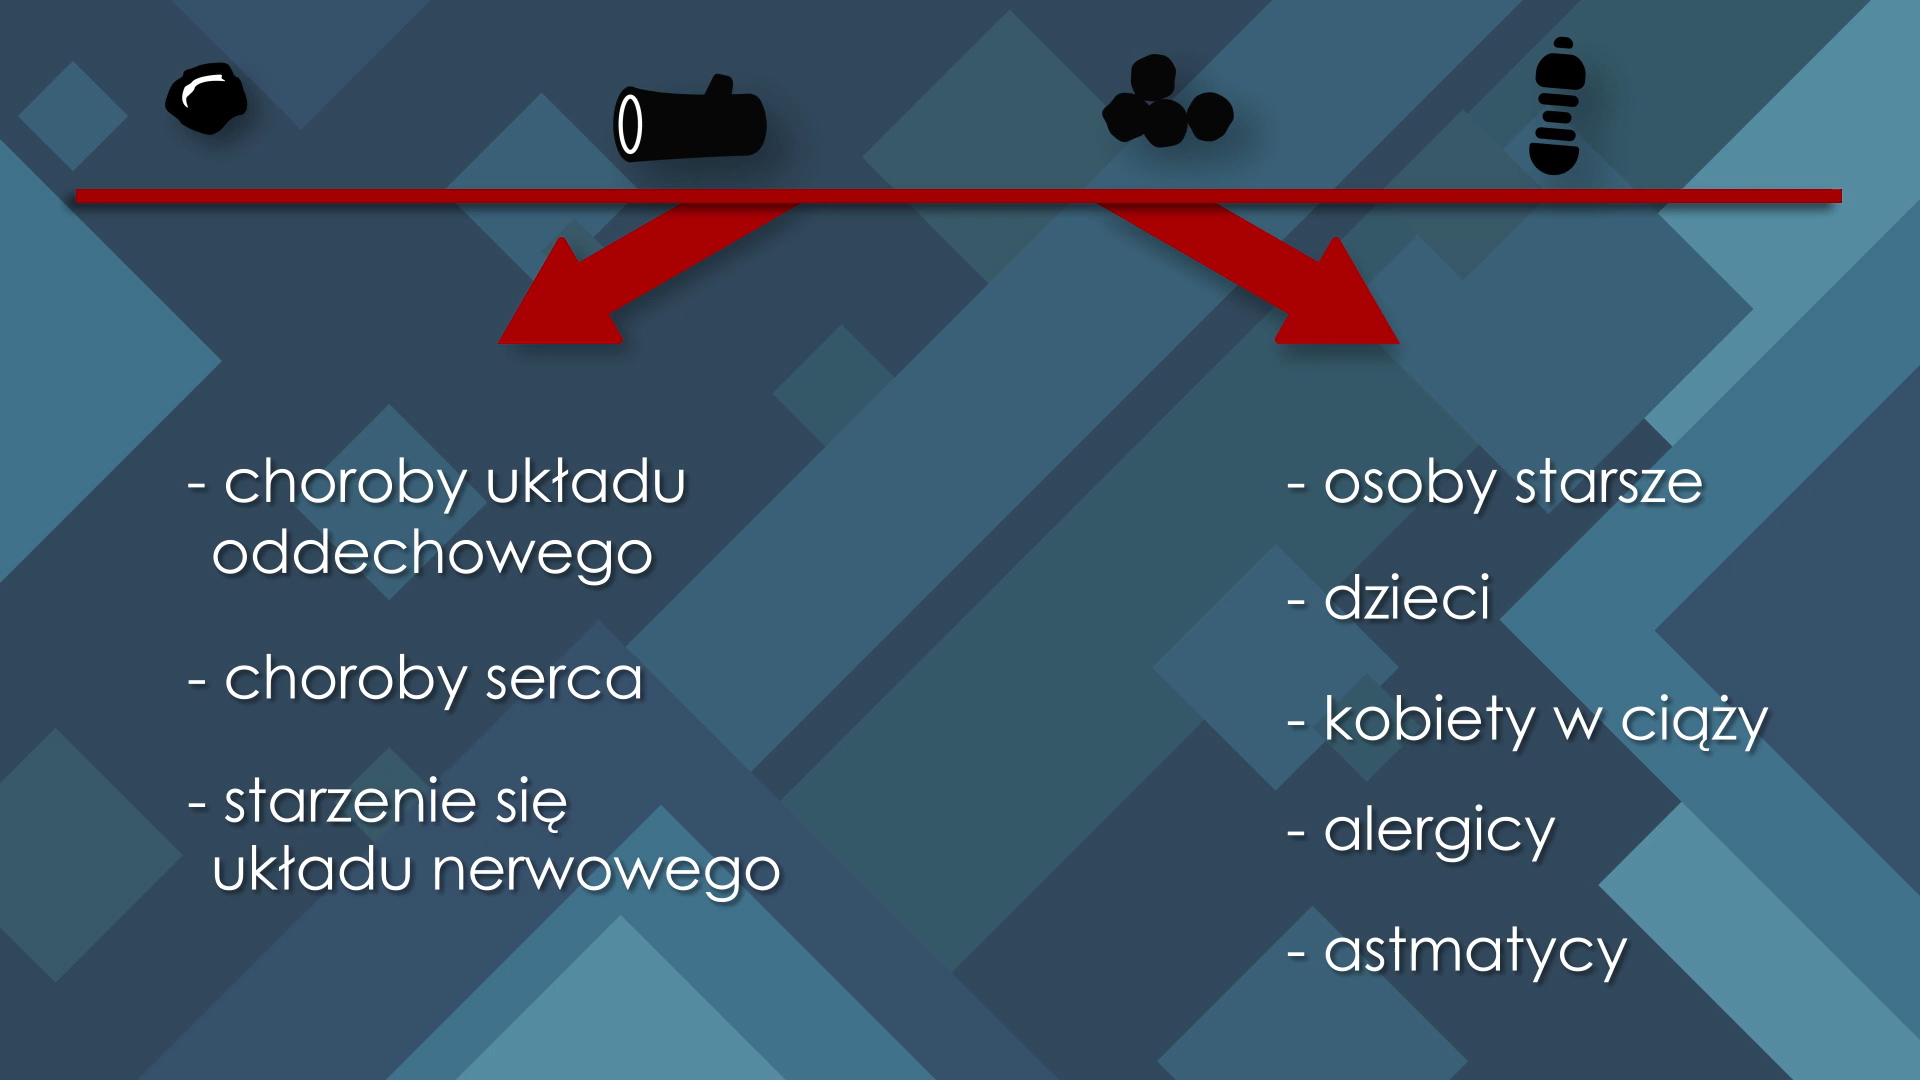 - choroby układu
oddechowego
- choroby serca
- starzenie się
układu nerwowego
- osoby starsze
- dzieci
- kobiety w ciąży
- alergicy
- astmatycy